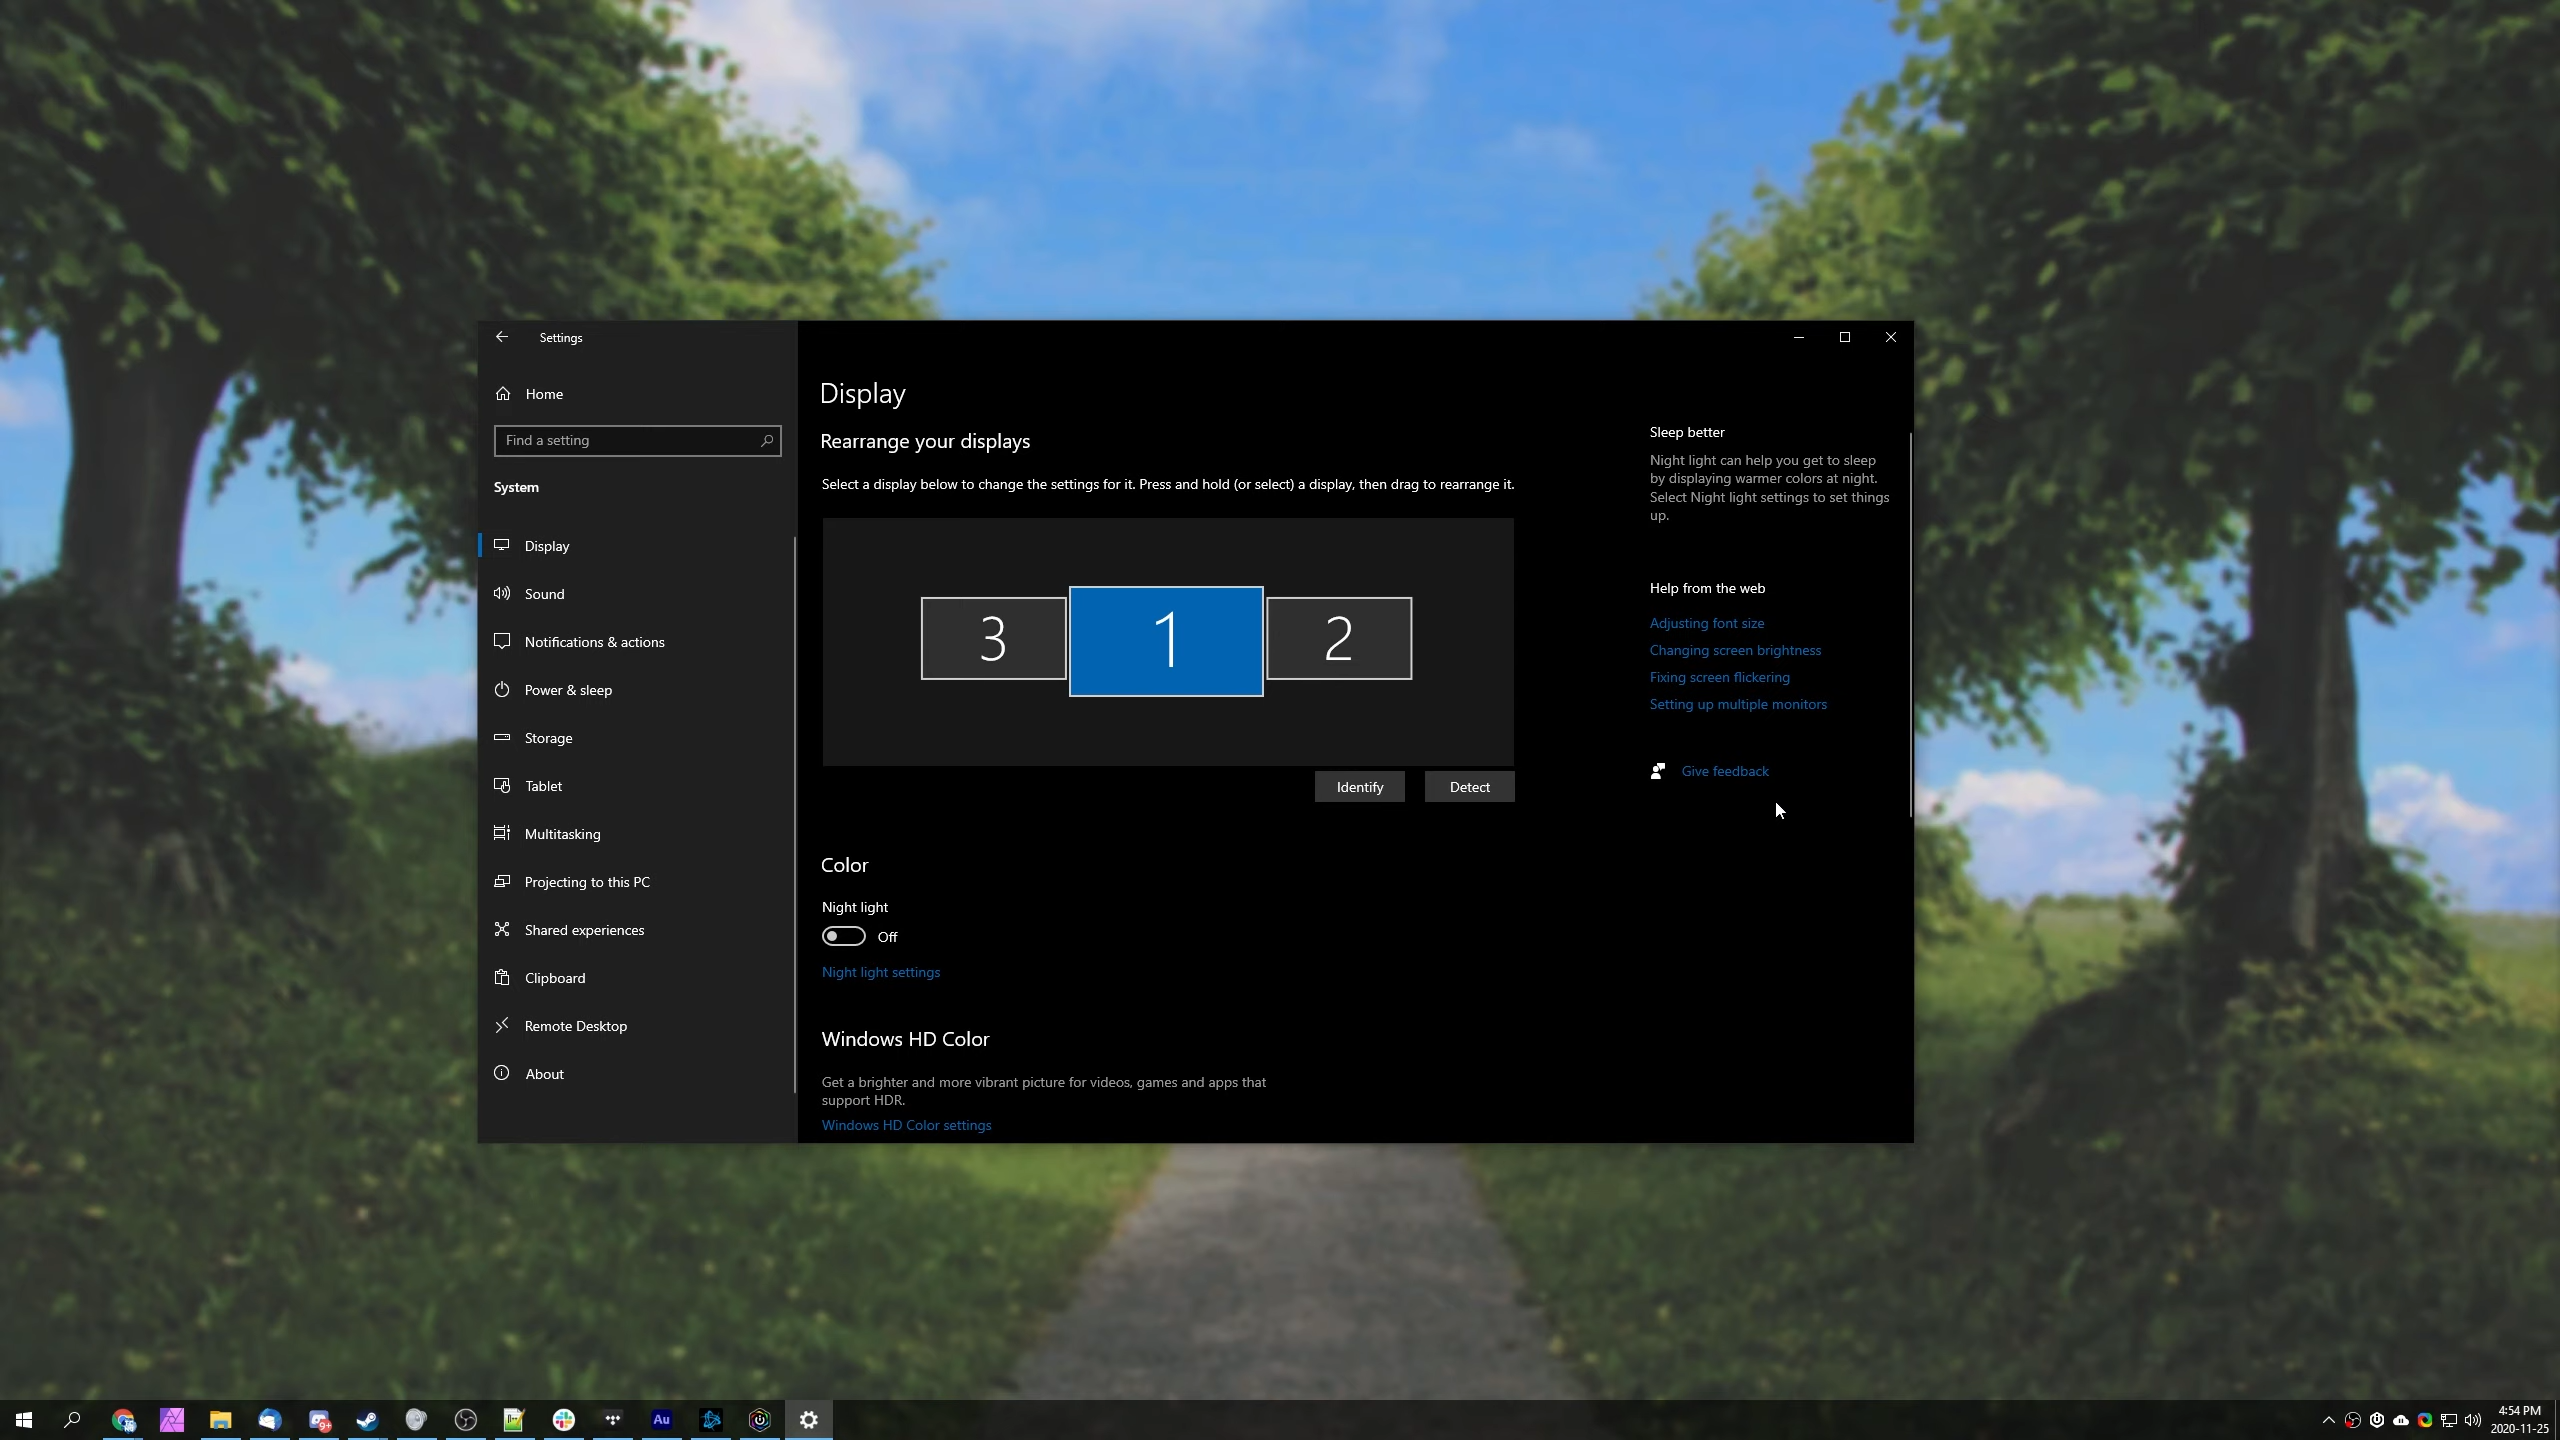 Settings
Home
Find a setting
System
Display
Sound
Notifications & actions
Power & sleep
Storage
Tablet
Multitasking
Projecting to this PC
Shared experiences
Clipboard
Remote Desktop
About
Display
Rearrange your displays
Select a display below to change the settings for it. Press and hold (or select) a display, then drag to rearrange it.
3
1
2
Identify
Detect
Color
Night light
Off
Night light settings
Windows HD Color
Get a brighter and more vibrant picture for videos, games and apps that
support HDR.
Windows HD Color settings
Sleep better
Night light can help you get to sleep
by displaying warmer colors at night.
Select Night light settings to set things
up.
Help from the web
Adjusting font size
Changing screen brightness
Fixing screen flickering
Setting up multiple monitors
Give feedback
9+
Au
4:54 PM
2020-11-25